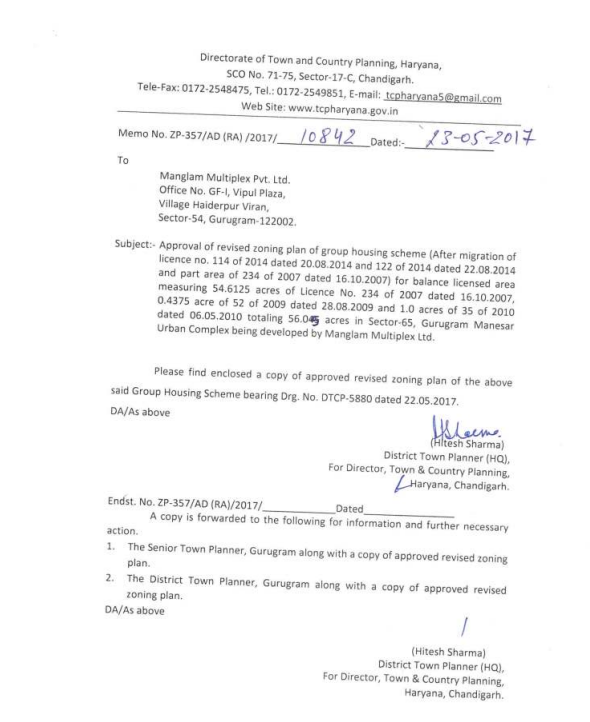 Directorate of Town and Country Planning, Haryana,
SCO No. 71-75, Sector-17-C, Chandigarh.
Tele-Fax: 0172-2548475, Tel.: 0172-2549851, E-mail: tcpharyana5@gmail.com
Web Site: www.tcpharyana.gov.in
Memo No. ZP-357/AD (RA) /2017/ 10842 Dated:- 23-05-2017
To
Manglam Multiplex Pvt. Ltd.
Office No. GF-I, Vipul Plaza,
Village Haiderpur Viran,
Sector-54, Gurugram-122002.
Subject:- Approval of revised zoning plan of group housing scheme (After migration of
licence no. 114 of 2014 dated 20.08.2014 and 122 of 2014 dated 22.08.2014
and part area of 234 of 2007 dated 16.10.2007) for balance licensed area
measuring 54.6125 acres of Licence No. 234 of 2007 dated 16.10.2007,
0.4375 acre of 52 of 2009 dated 28.08.2009 and 1.0 acres of 35 of 2010
dated 06.05.2010 totaling 56.05 acres in Sector-65, Gurugram Manesar
Urban Complex being developed by Manglam Multiplex Ltd.
Please find enclosed a copy of approved revised zoning plan of the above
said Group Housing Scheme bearing Drg. No. DTCP-5880 dated 22.05.2017.
DA/As above
(Hitesh Sharma)
District Town Planner (HQ),
For Director, Town & Country Planning,
Haryana, Chandigarh.
Endst. No. ZP-357/AD (RA)/2017/____________Dated________________
A copy is forwarded to the following for information and further necessary
action.
1. The Senior Town Planner, Gurugram along with a copy of approved revised zoning
plan.
2. The District Town Planner, Gurugram along with a copy of approved revised
zoning plan.
DA/As above
(Hitesh Sharma)
District Town Planner (HQ),
For Director, Town & Country Planning,
Haryana, Chandigarh.